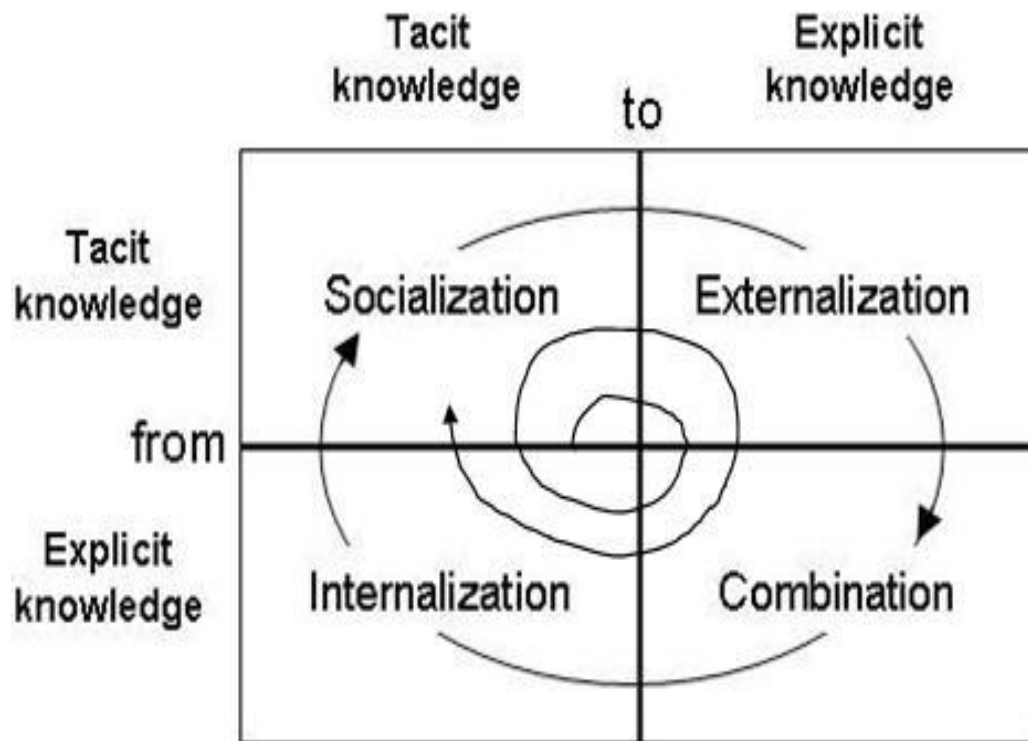 Tacit
knowledge
Explicit
knowledge
to
Tacit
knowledge
Socialization
Externalization
from
Explicit
knowledge
Internalization
Combination